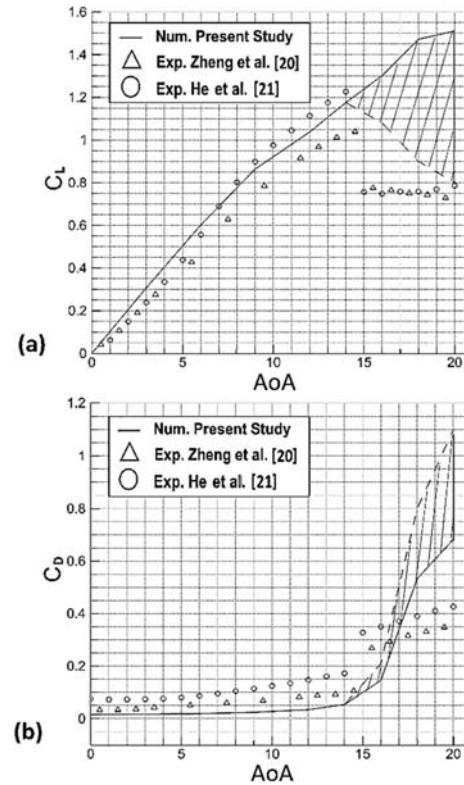 (a)
1.6
1.4
1.2
1
0.8
0.6
0.4
0.2
0
C_L
Num. Present Study
Exp. Zheng et al. [20]
Exp. He et al. [21]
0 5 10 15 20
AoA
(b)
1.2
1
0.8
0.6
0.4
0.2
0
C_D
Num. Present Study
Exp. Zheng et al. [20]
Exp. He et al. [21]
0 5 10 15 20
AoA